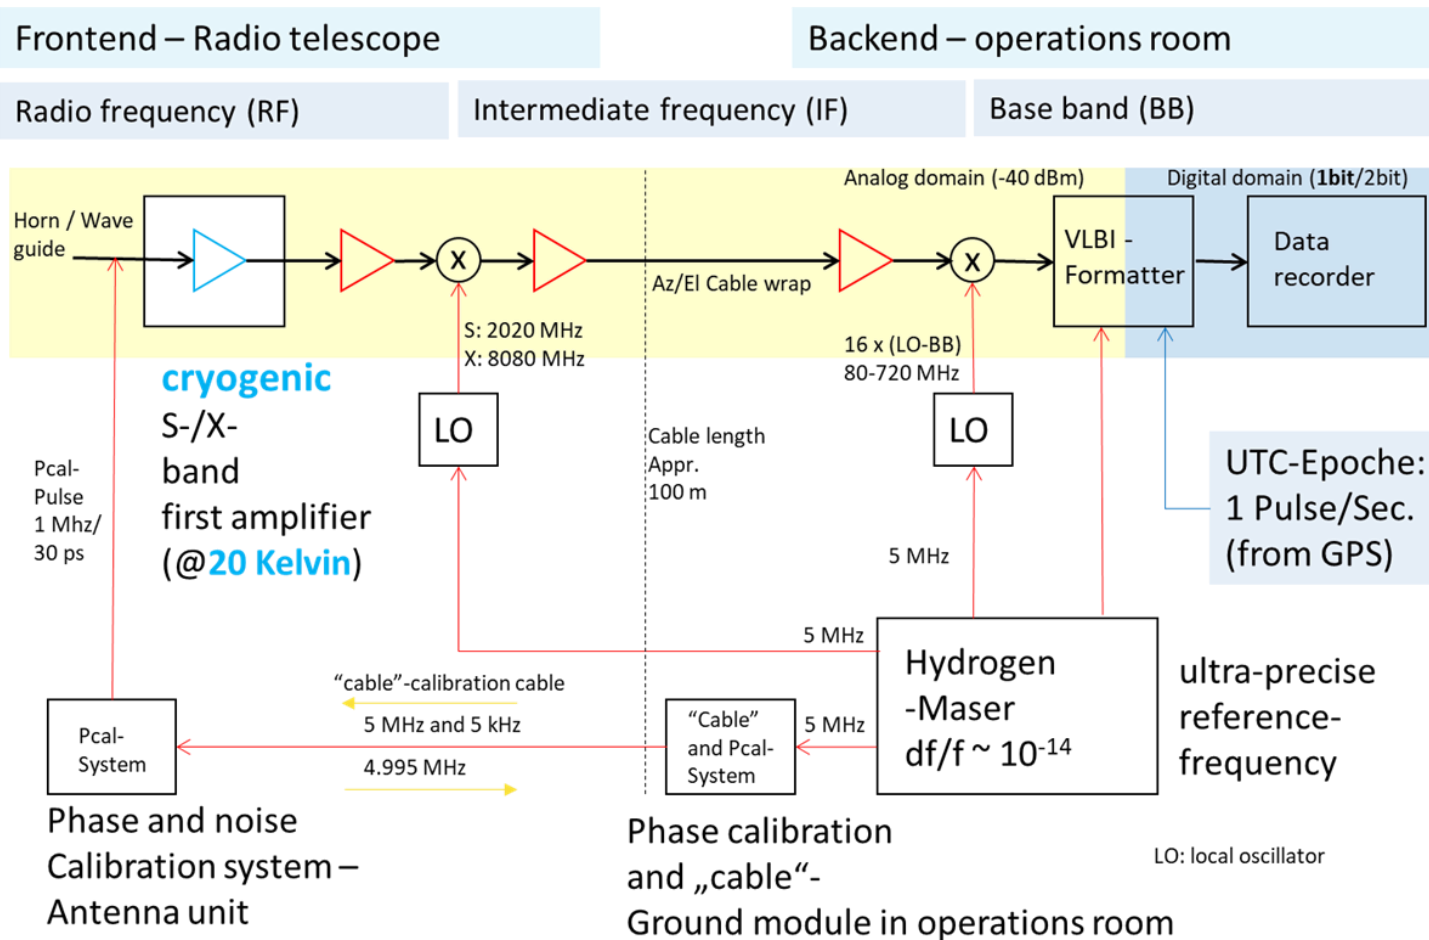 Frontend – Radio telescope
Backend – operations room
Radio frequency (RF)
Intermediate frequency (IF)
Base band (BB)
Analog domain (-40 dBm)
Digital domain (1bit/2bit)
Horn / Wave
guide
X
X
VLBI -
Formatter
Data
recorder
Az/El Cable wrap
S: 2020 MHz
X: 8080 MHz
16 x (LO-BB)
80-720 MHz
cryogenic
S-/X-
band
first amplifier
(@20 Kelvin)
LO
LO
Cable length
Appr.
100 m
Pcal-
Pulse
1 Mhz/
30 ps
UTC-Epoche:
1 Pulse/Sec.
(from GPS)
5 MHz
5 MHz
Hydrogen
-Maser
df/f ~ 10⁻¹⁴
ultra-precise
reference-
frequency
"cable"-calibration cable
5 MHz and 5 kHz
4.995 MHz
"Cable"
and Pcal-
System
5 MHz
Pcal-
System
Phase and noise
Calibration system –
Antenna unit
Phase calibration
and „cable“-
Ground module in operations room
LO: local oscillator